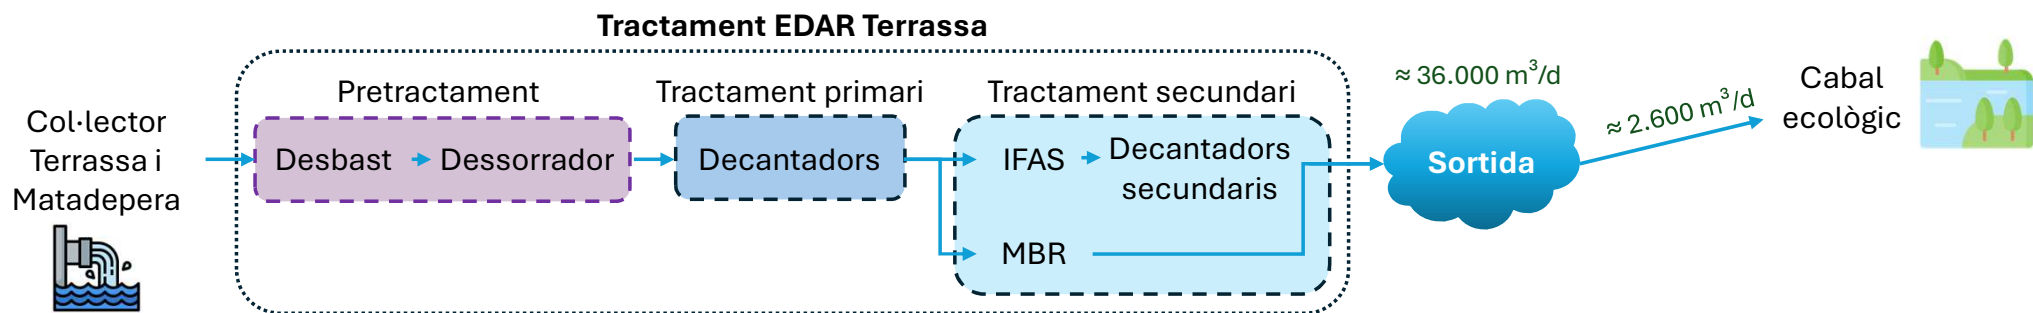 Tractament EDAR Terrassa
Col·lector
Terrassa i
Matadepera
Pretractament
Desbast
Dessorrador
Tractament primari
Decantadors
Tractament secundari
IFAS
Decantadors
secundaris
MBR
≈ 36.000 m³/d
Sortida
≈ 2.600 m³/d
Cabal
ecològic